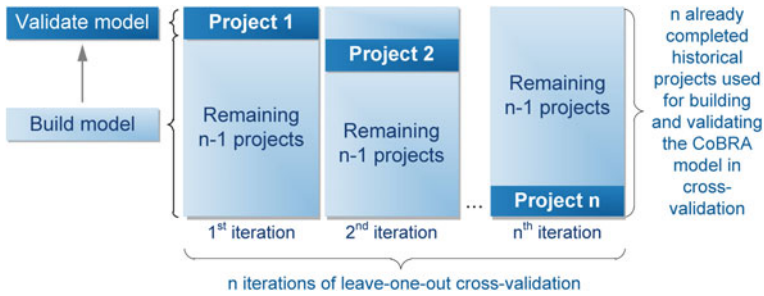 Validate model
Build model
Project 1
Remaining
n-1 projects
1st iteration
Project 2
Remaining
n-1 projects
2nd iteration
...
Remaining
n-1 projects
Project n
nth iteration
n already
completed
historical
projects used
for building
and validating
the CoBRA
model in
cross-
validation
n iterations of leave-one-out cross-validation